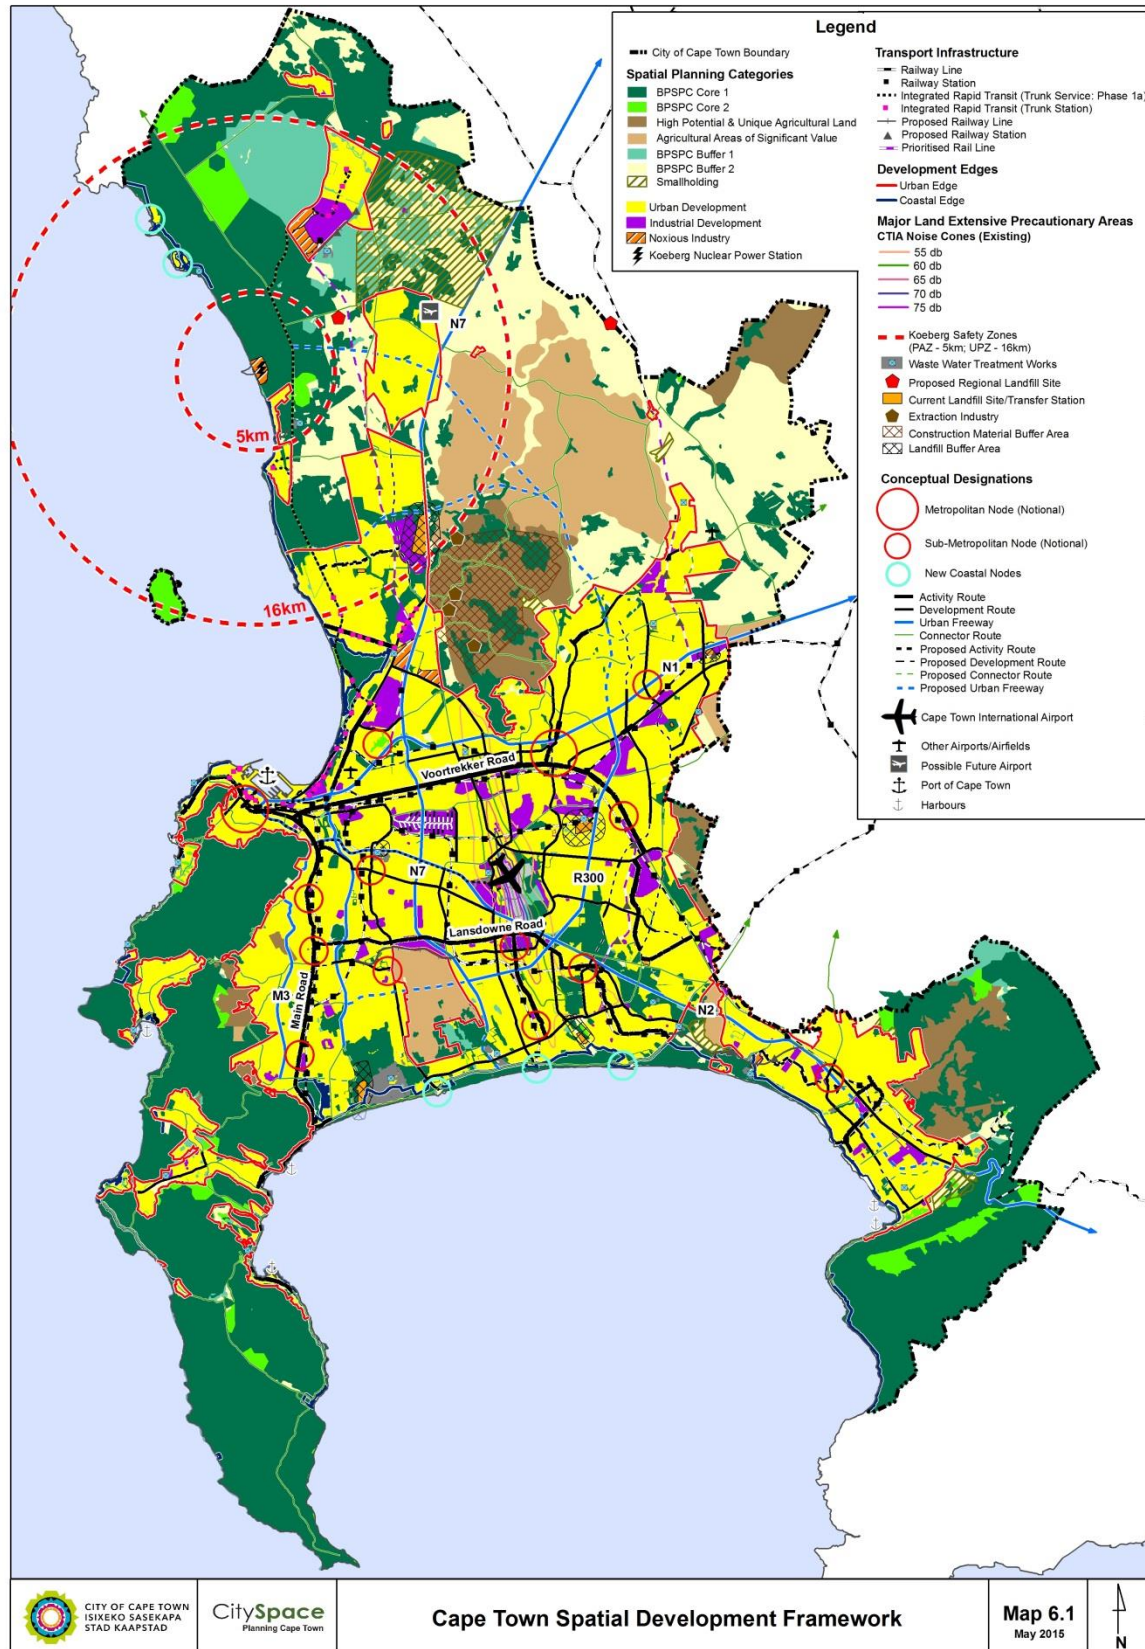 Legend
City of Cape Town Boundary
Spatial Planning Categories
BPSPC Core 1
BPSPC Core 2
High Potential & Unique Agricultural Land
Agricultural Areas of Significant Value
BPSPC Buffer 1
BPSPC Buffer 2
Smallholding
Urban Development
Industrial Development
Noxious Industry
Koeberg Nuclear Power Station
Transport Infrastructure
Railway Line
Railway Station
Integrated Rapid Transit (Trunk Service: Phase 1a)
Integrated Rapid Transit (Trunk Station)
Proposed Railway Line
Proposed Railway Station
Prioritised Rail Line
Development Edges
Urban Edge
Coastal Edge
Major Land Extensive Precautionary Areas
CTIA Noise Cones (Existing)
55 db
60 db
65 db
70 db
75 db
Koeberg Safety Zones
(PAZ - 5km; UPZ - 16km)
Waste Water Treatment Works
Proposed Regional Landfill Site
Current Landfill Site/Transfer Station
Extraction Industry
Construction Material Buffer Area
Landfill Buffer Area
Conceptual Designations
Metropolitan Node (Notional)
Sub-Metropolitan Node (Notional)
New Coastal Nodes
Activity Route
Development Route
Urban Freeway
Connector Route
Proposed Activity Route
Proposed Development Route
Proposed Connector Route
Proposed Urban Freeway
Cape Town International Airport
Other Airports/Airfields
Possible Future Airport
Port of Cape Town
Harbours
N7
5km
16km
N1
Voortrekker Road
N7
R300
Lansdowne Road
M3
Main Road
N2
CITY OF CAPE TOWN
ISIXEKO SASEKAPA
STAD KAAPSTAD
CitySpace
Planning Cape Town
Cape Town Spatial Development Framework
Map 6.1
May 2015
N